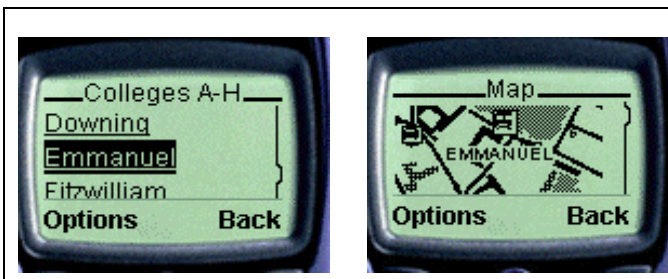 Colleges A-H
Downing
Emmanuel
Fitzwilliam
Options Back
Map
EMMANUEL
Options Back